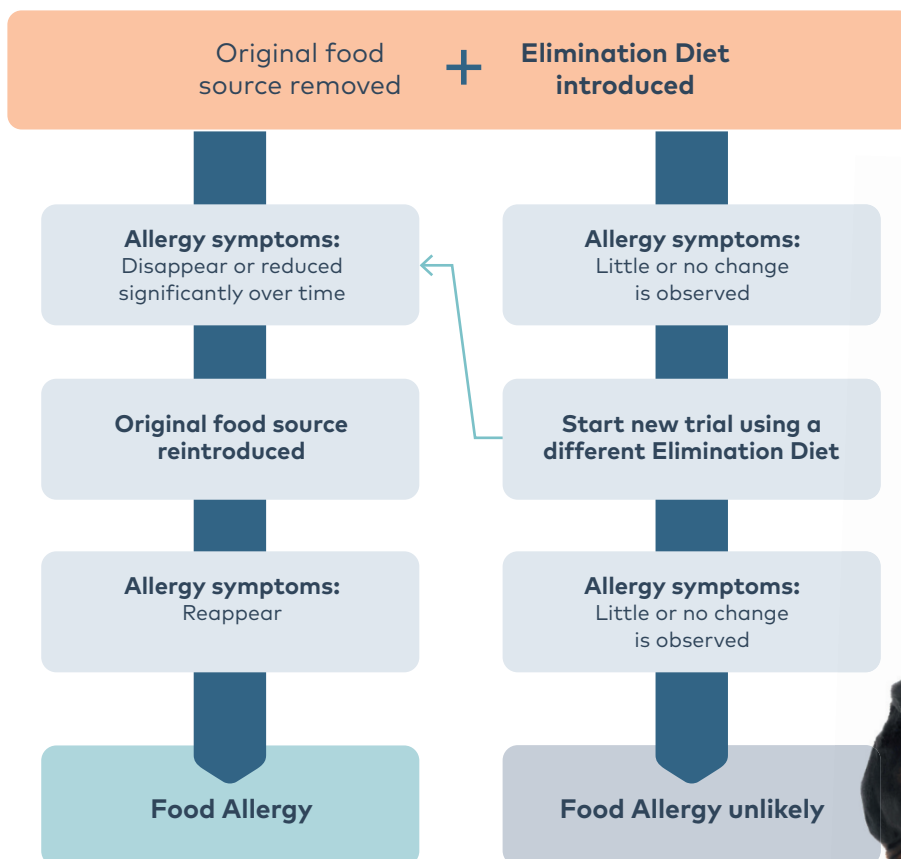 Original food
source removed
+
Elimination Diet
introduced
Allergy symptoms:
Disappear or reduced
significantly over time
Original food source
reintroduced
Allergy symptoms:
Reappear
Food Allergy
Allergy symptoms:
Little or no change
is observed
Start new trial using a
different Elimination Diet
Allergy symptoms:
Little or no change
is observed
Food Allergy unlikely